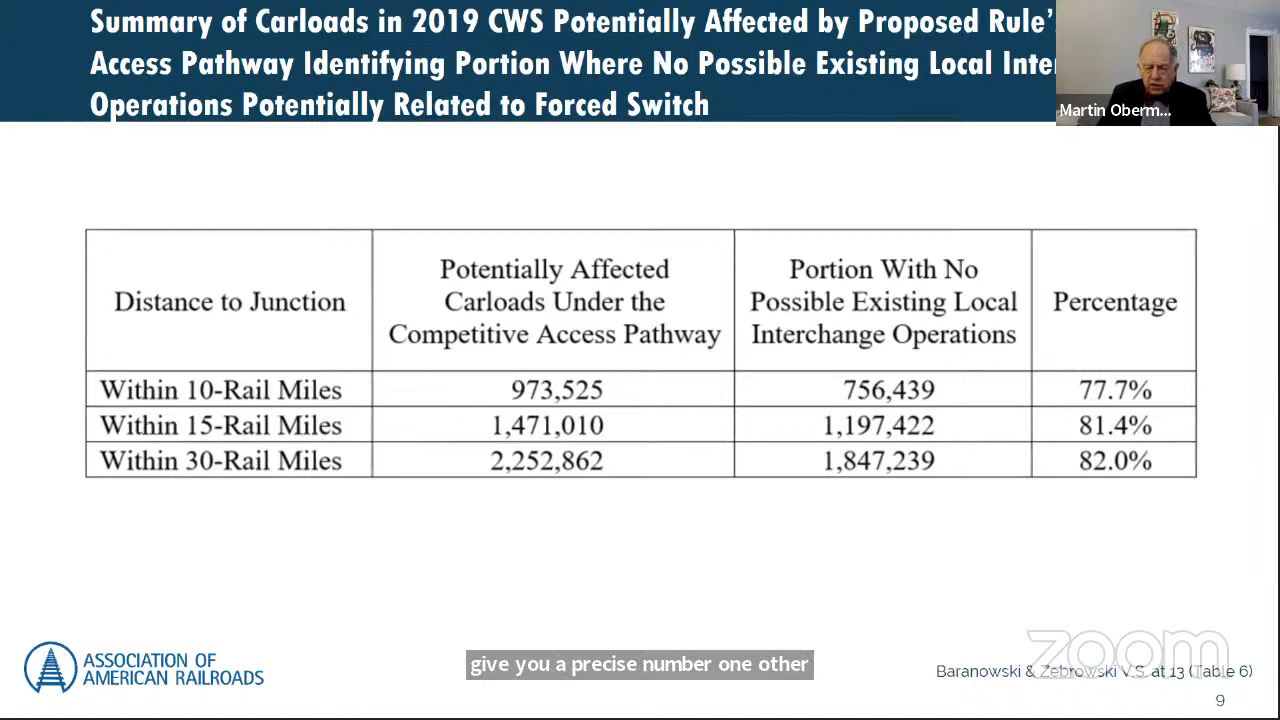 Summary of Carloads in 2019 CWS Potentially Affected by Proposed Rule’
Access Pathway Identifying Portion Where No Possible Existing Local Inte
Operations Potentially Related to Forced Switch
Martin Oberm...
Distance to Junction
Potentially Affected
Carloads Under the
Competitive Access Pathway
Portion With No
Possible Existing Local
Interchange Operations
Percentage
Within 10-Rail Miles 973,525 756,439 77.7%
Within 15-Rail Miles 1,471,010 1,197,422 81.4%
Within 30-Rail Miles 2,252,862 1,847,239 82.0%
ASSOCIATION OF
AMERICAN RAILROADS
give you a precise number one other
zoom
Baranowski & Zebrowski V.S. at 13 (Table 6)
9